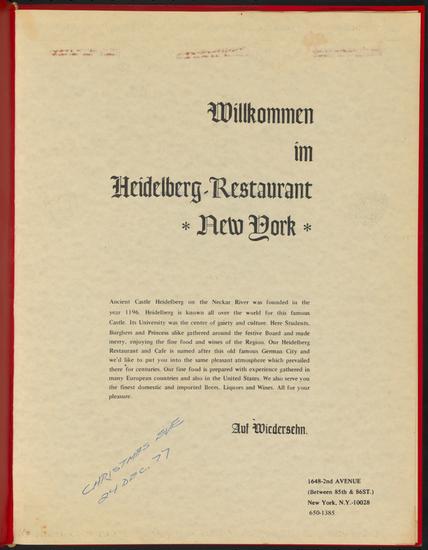 Willkommen
im
Heidelberg-Restaurant
* New York *
Ancient Castle Heidelberg on the Neckar River was founded in the
year 1196. Heidelberg is known all over the world for this famous
Castle. Its University was the centre of gaiety and culture. Here Students,
Burghers and Princess alike gathered around the festive Board and made
merry, enjoying the fine food and wines of the Region. Our Heidelberg
Restaurant and Cafe is named after this old famous German City and
we'd like to put you into the same pleasant atmosphere which prevailed
there for centuries. Our fine food is prepared with experience gathered in
many European countries and also in the United States. We also serve you
the finest domestic and imported Beers, Liquors and Wines. All for your
pleasure.
Auf Wiedersehn.
CHRISTMAS EVE
24 DEC. 77
1648-2nd AVENUE
(Between 85th & 86ST.)
New York, N.Y.-10028
650-1385